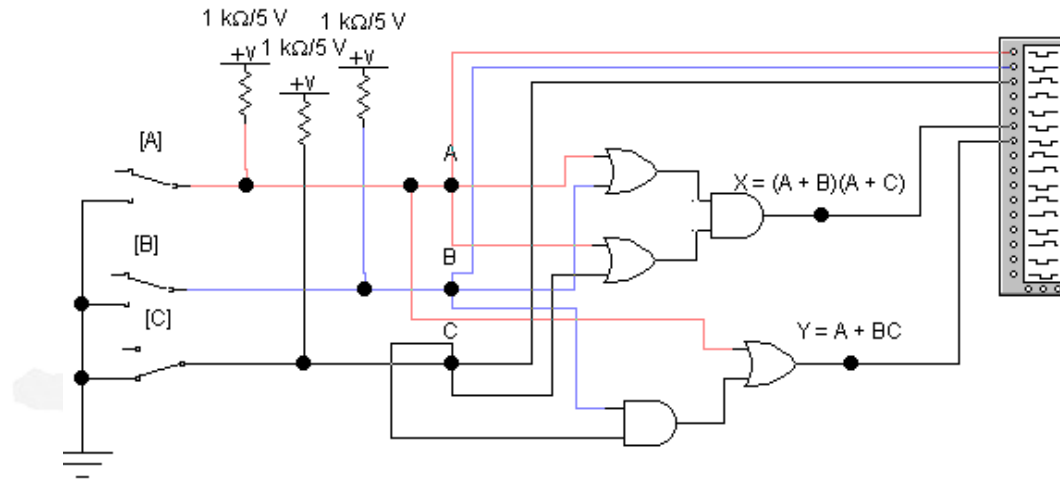 1 kΩ/5 V
1 kΩ/5 V
1 kΩ/5 V
+V
+V
+V
[A]
A
X = (A + B)(A + C)
[B]
B
[C]
C
Y = A + BC